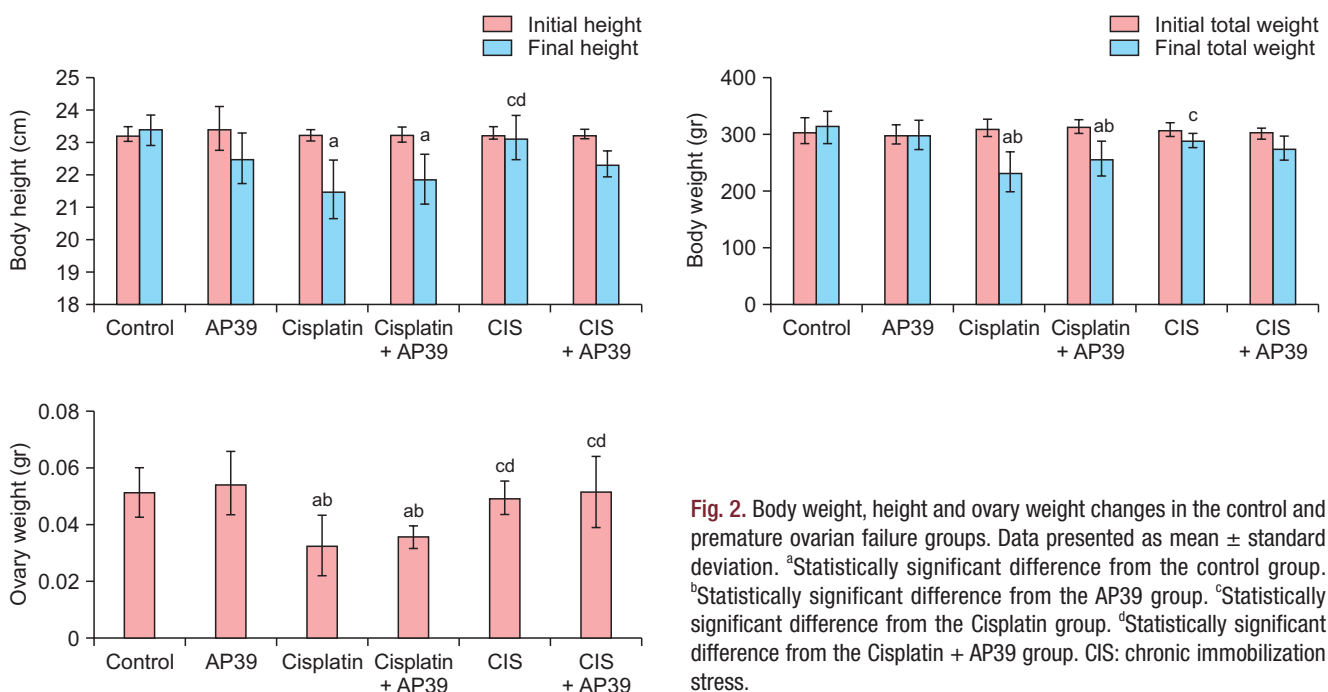 Initial height
Final height
Body height (cm)
25
24
23
22
21
20
19
18
a
a
cd
Control
AP39
Cisplatin
Cisplatin
+ AP39
CIS
CIS
+ AP39
Initial total weight
Final total weight
Body weight (gr)
400
300
200
100
0
ab
ab
c
Control
AP39
Cisplatin
Cisplatin
+ AP39
CIS
CIS
+ AP39
Ovary weight (gr)
0.08
0.06
0.04
0.02
0
ab
ab
cd
cd
Control
AP39
Cisplatin
Cisplatin
+ AP39
CIS
CIS
+ AP39
Fig. 2. Body weight, height and ovary weight changes in the control and
premature ovarian failure groups. Data presented as mean ± standard
deviation. ᵃStatistically significant difference from the control group.
ᵇStatistically significant difference from the AP39 group. ᶜStatistically
significant difference from the Cisplatin group. ᵈStatistically significant
difference from the Cisplatin + AP39 group. CIS: chronic immobilization
stress.